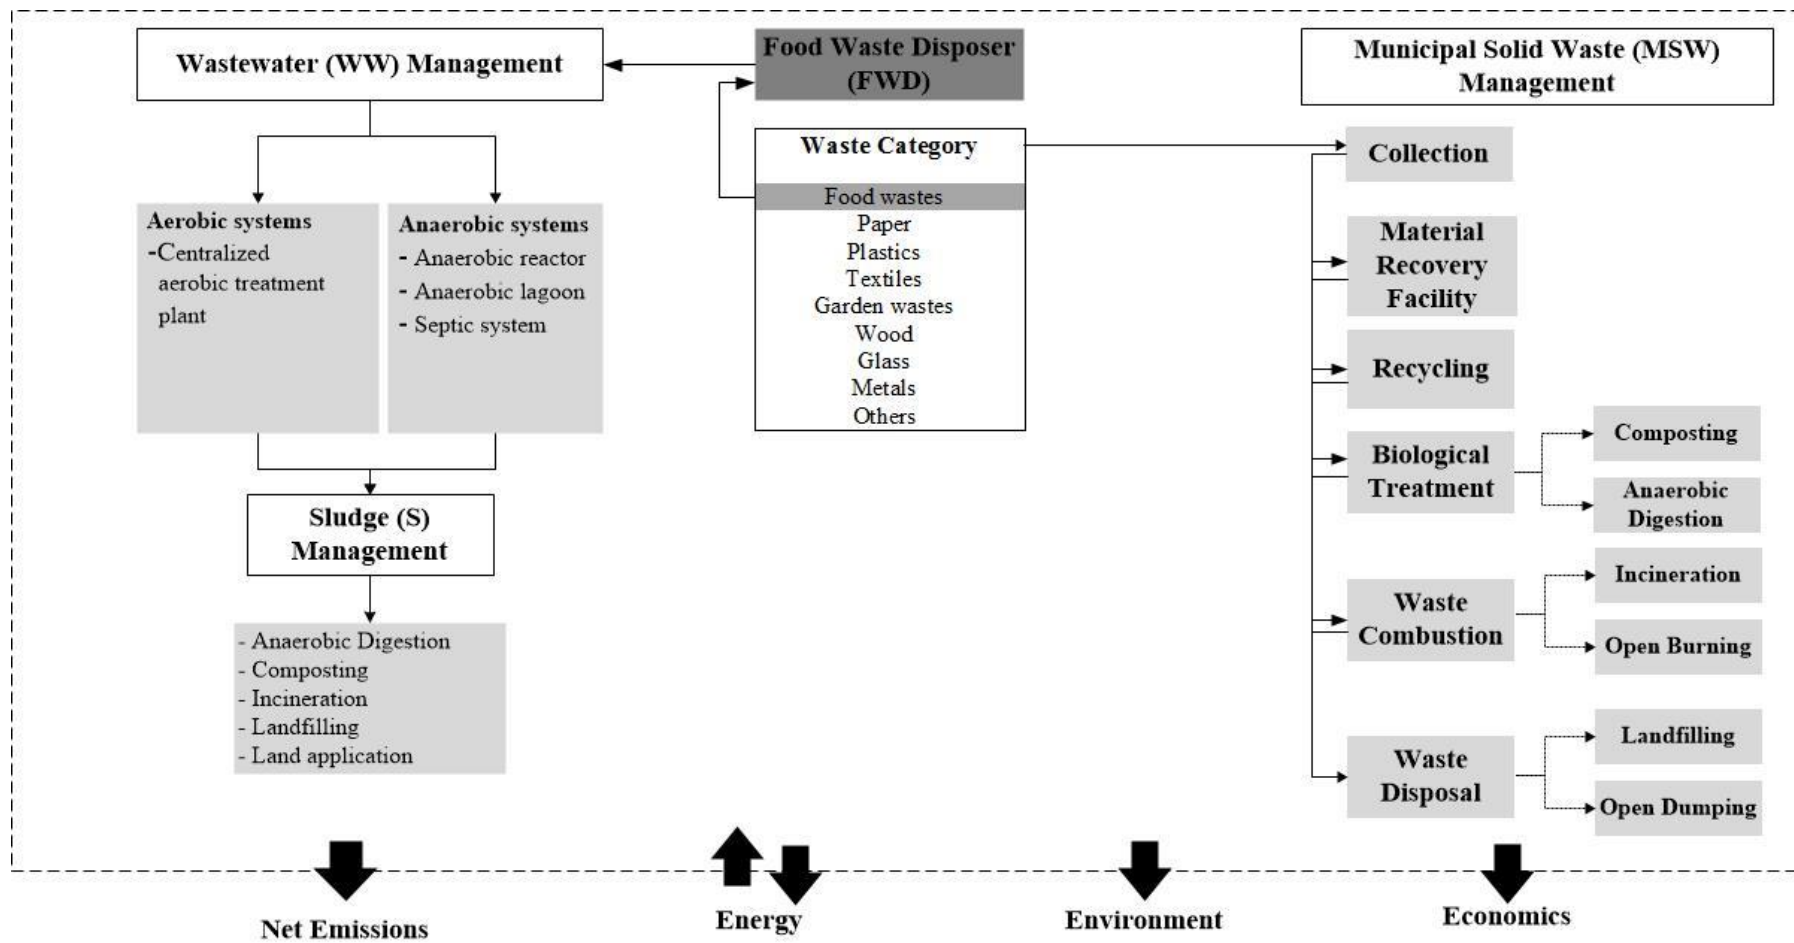 Wastewater (WW) Management
Food Waste Disposer
(FWD)
Municipal Solid Waste (MSW)
Management
Aerobic systems
-Centralized
aerobic treatment
plant
Anaerobic systems
- Anaerobic reactor
- Anaerobic lagoon
- Septic system
Sludge (S)
Management
- Anaerobic Digestion
- Composting
- Incineration
- Landfilling
- Land application
Waste Category
Food wastes
Paper
Plastics
Textiles
Garden wastes
Wood
Glass
Metals
Others
Collection
Material
Recovery
Facility
Recycling
Biological
Treatment
Composting
Anaerobic
Digestion
Waste
Combustion
Incineration
Open Burning
Waste
Disposal
Landfilling
Open Dumping
Net Emissions
Energy
Environment
Economics